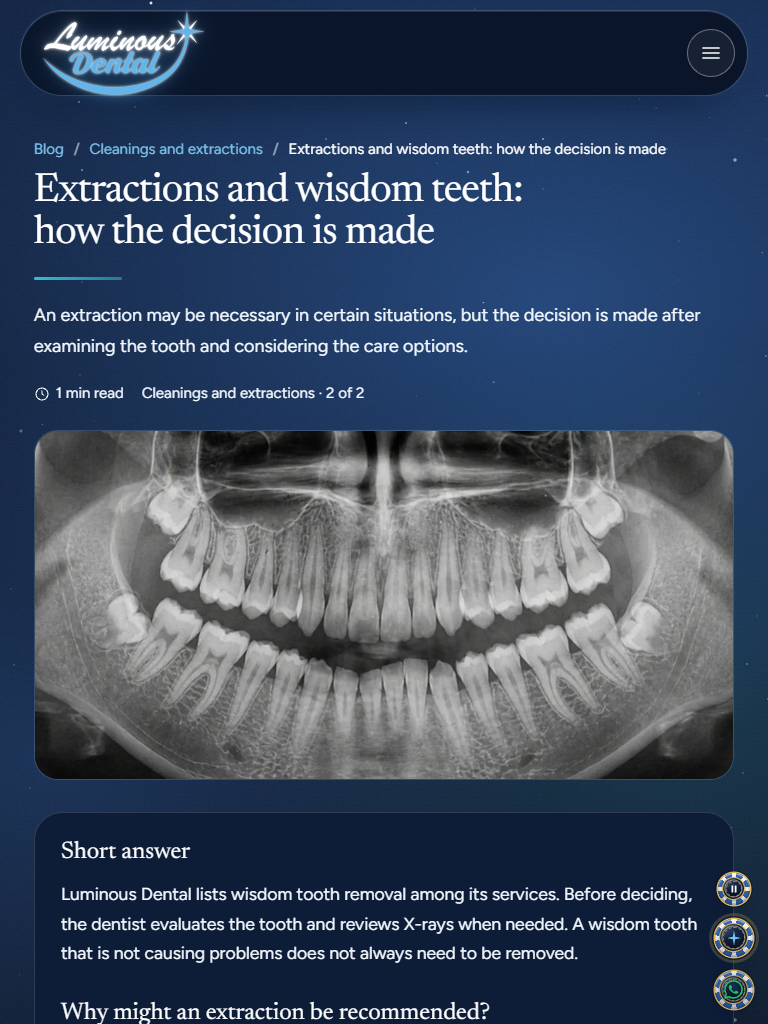 Luminous
Dental
Blog / Cleanings and extractions / Extractions and wisdom teeth: how the decision is made
Extractions and wisdom teeth:
how the decision is made
An extraction may be necessary in certain situations, but the decision is made after
examining the tooth and considering the care options.
1 min read Cleanings and extractions · 2 of 2
Short answer
Luminous Dental lists wisdom tooth removal among its services. Before deciding,
the dentist evaluates the tooth and reviews X-rays when needed. A wisdom tooth
that is not causing problems does not always need to be removed.
Why might an extraction be recommended?